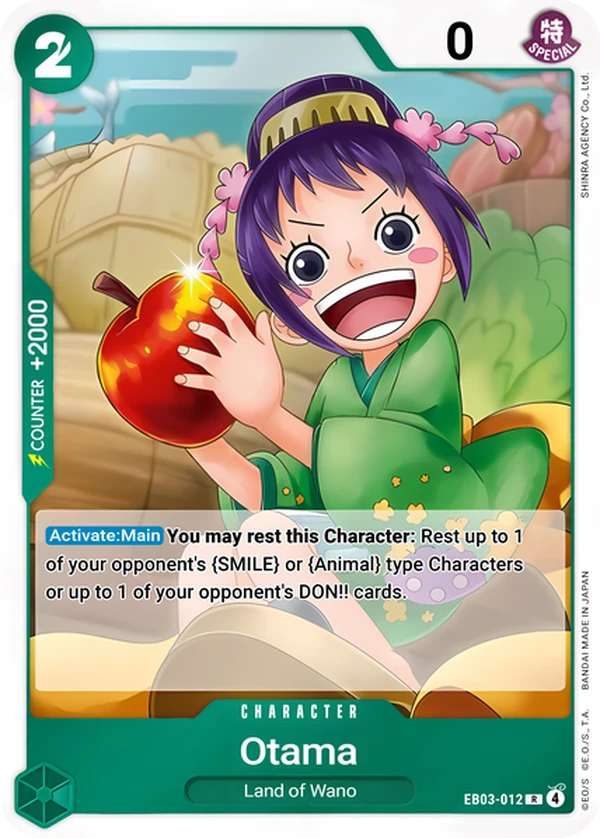 2
0
特
SPECIAL
SHINRA AGENCY Co., Ltd.
COUNTER +2000
Activate:Main You may rest this Character: Rest up to 1
of your opponent's {SMILE} or {Animal} type Characters
or up to 1 of your opponent's DON!! cards.
CHARACTER
Otama
Land of Wano
EB03-012 R 4
©EO/S ©E.O./S., T.A. BANDAI MADE IN JAPAN